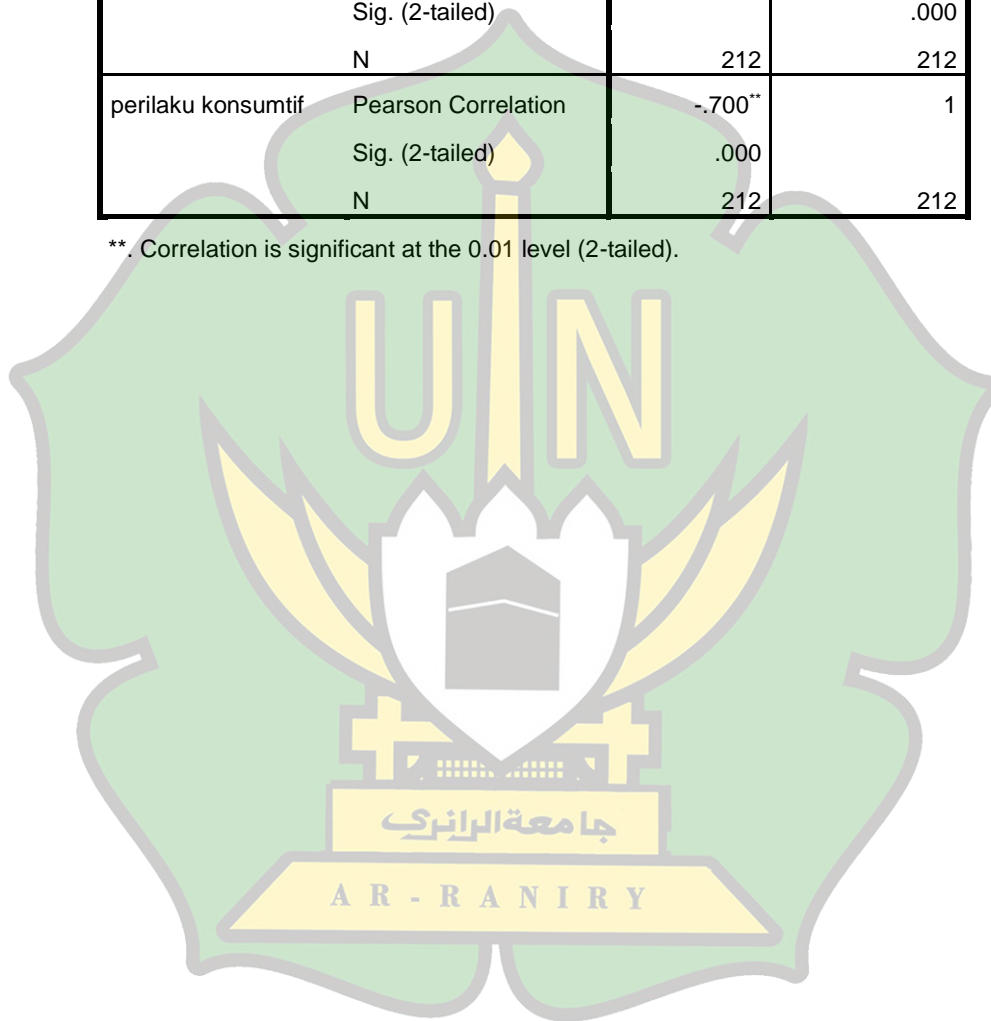 Sig. (2-tailed) .000
N 212 212
perilaku konsumtif Pearson Correlation -.700** 1
Sig. (2-tailed) .000
N 212 212
**. Correlation is significant at the 0.01 level (2-tailed).
UIN
جامعةالرانري
AR-RANIRY